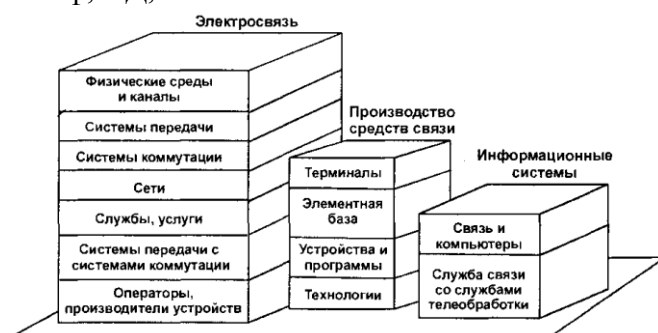 Электросвязь
Физические среды
и каналы
Системы передачи
Системы коммутации
Сети
Службы, услуги
Системы передачи с
системами коммутации
Операторы,
производители устройств
Производство
средств связи
Терминалы
Элементная
база
Устройства и
программы
Технологии
Информационные
системы
Связь и
компьютеры
Служба связи
со службами
телеобработки